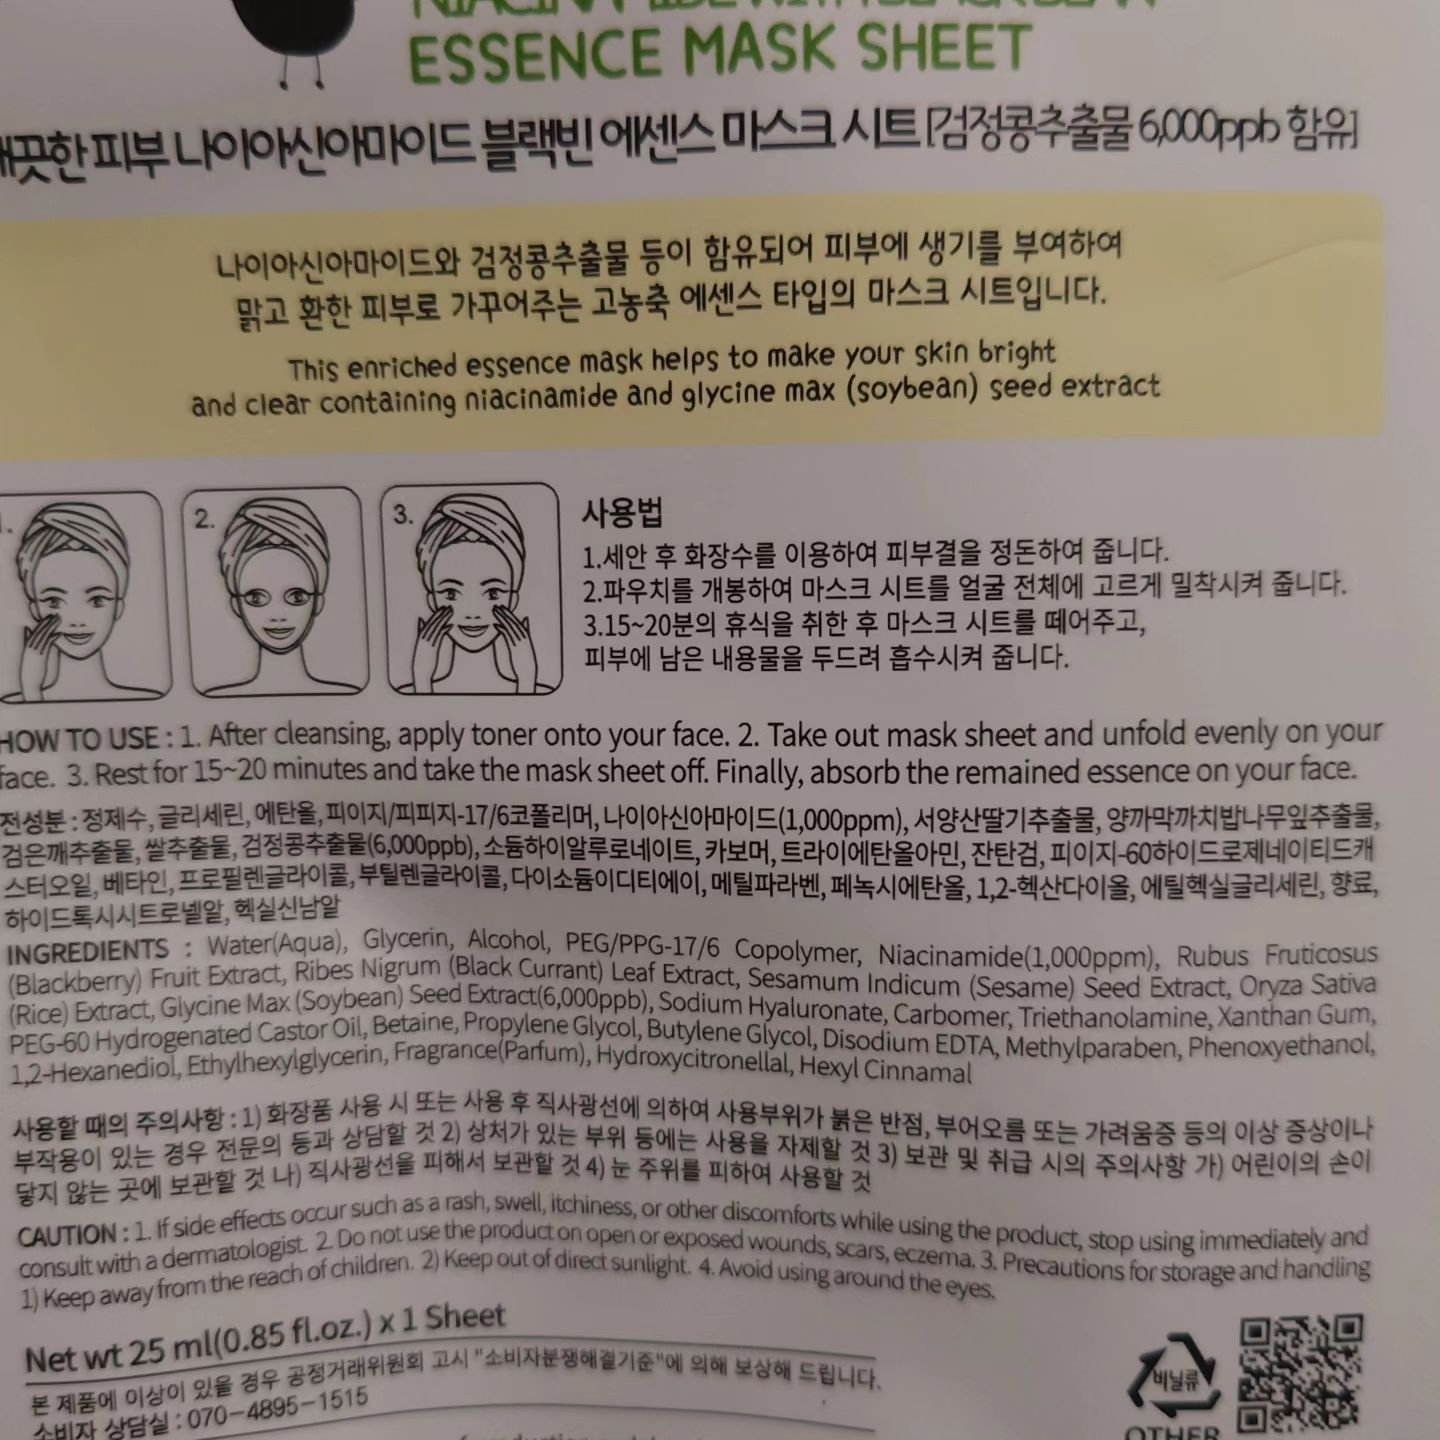 ESSENCE MASK SHEET
깨끗한 피부 나이아신아마이드 블랙빈 에센스 마스크 시트 [검정콩추출물 6,000ppb 함유]
나이아신아마이드와 검정콩추출물 등이 함유되어 피부에 생기를 부여하여
맑고 환한 피부로 가꾸어주는 고농축 에센스 타입의 마스크 시트입니다.
This enriched essence mask helps to make your skin bright
and clear containing niacinamide and glycine max (soybean) seed extract
1.
2.
3.
사용법
1.세안 후 화장수를 이용하여 피부결을 정돈하여 줍니다.
2.파우치를 개봉하여 마스크 시트를 얼굴 전체에 고르게 밀착시켜 줍니다.
3.15~20분의 휴식을 취한 후 마스크 시트를 떼어주고,
피부에 남은 내용물을 두드려 흡수시켜 줍니다.
HOW TO USE : 1. After cleansing, apply toner onto your face. 2. Take out mask sheet and unfold evenly on your
face. 3. Rest for 15~20 minutes and take the mask sheet off. Finally, absorb the remained essence on your face.
전성분 : 정제수, 글리세린, 에탄올, 피이지/피피지-17/6코폴리머, 나이아신아마이드(1,000ppm), 서양산딸기추출물, 양까막까치밥나무잎추출물,
검은깨추출물, 쌀추출물, 검정콩추출물(6,000ppb), 소듐하이알루로네이트, 카보머, 트라이에탄올아민, 잔탄검, 피이지-60하이드로제네이티드캐
스터오일, 베타인, 프로필렌글라이콜, 부틸렌글라이콜, 다이소듐이디티에이, 메틸파라벤, 페녹시에탄올, 1,2-헥산다이올, 에틸헥실글리세린, 향료,
하이드록시시트로넬알, 헥실신남알
INGREDIENTS : Water(Aqua), Glycerin, Alcohol, PEG/PPG-17/6 Copolymer, Niacinamide(1,000ppm), Rubus Fruticosus
(Blackberry) Fruit Extract, Ribes Nigrum (Black Currant) Leaf Extract, Sesamum Indicum (Sesame) Seed Extract, Oryza Sativa
(Rice) Extract, Glycine Max (Soybean) Seed Extract(6,000ppb), Sodium Hyaluronate, Carbomer, Triethanolamine, Xanthan Gum,
PEG-60 Hydrogenated Castor Oil, Betaine, Propylene Glycol, Butylene Glycol, Disodium EDTA, Methylparaben, Phenoxyethanol,
1,2-Hexanediol, Ethylhexylglycerin, Fragrance(Parfum), Hydroxycitronellal, Hexyl Cinnamal
사용할 때의 주의사항 : 1) 화장품 사용 시 또는 사용 후 직사광선에 의하여 사용부위가 붉은 반점, 부어오름 또는 가려움증 등의 이상 증상이나
부작용이 있는 경우 전문의 등과 상담할 것 2) 상처가 있는 부위 등에는 사용을 자제할 것 3) 보관 및 취급 시의 주의사항 가) 어린이의 손이
닿지 않는 곳에 보관할 것 나) 직사광선을 피해서 보관할 것 4) 눈 주위를 피하여 사용할 것
CAUTION : 1. If side effects occur such as a rash, swell, itchiness, or other discomforts while using the product, stop using immediately and
consult with a dermatologist. 2. Do not use the product on open or exposed wounds, scars, eczema. 3. Precautions for storage and handling
1) Keep away from the reach of children. 2) Keep out of direct sunlight. 4. Avoid using around the eyes.
Net wt 25 ml(0.85 fl.oz.) x 1 Sheet
본 제품에 이상이 있을 경우 공정거래위원회 고시 "소비자분쟁해결기준"에 의해 보상해 드립니다.
소비자 상담실 : 070-4895-1515
비닐류
OTHER